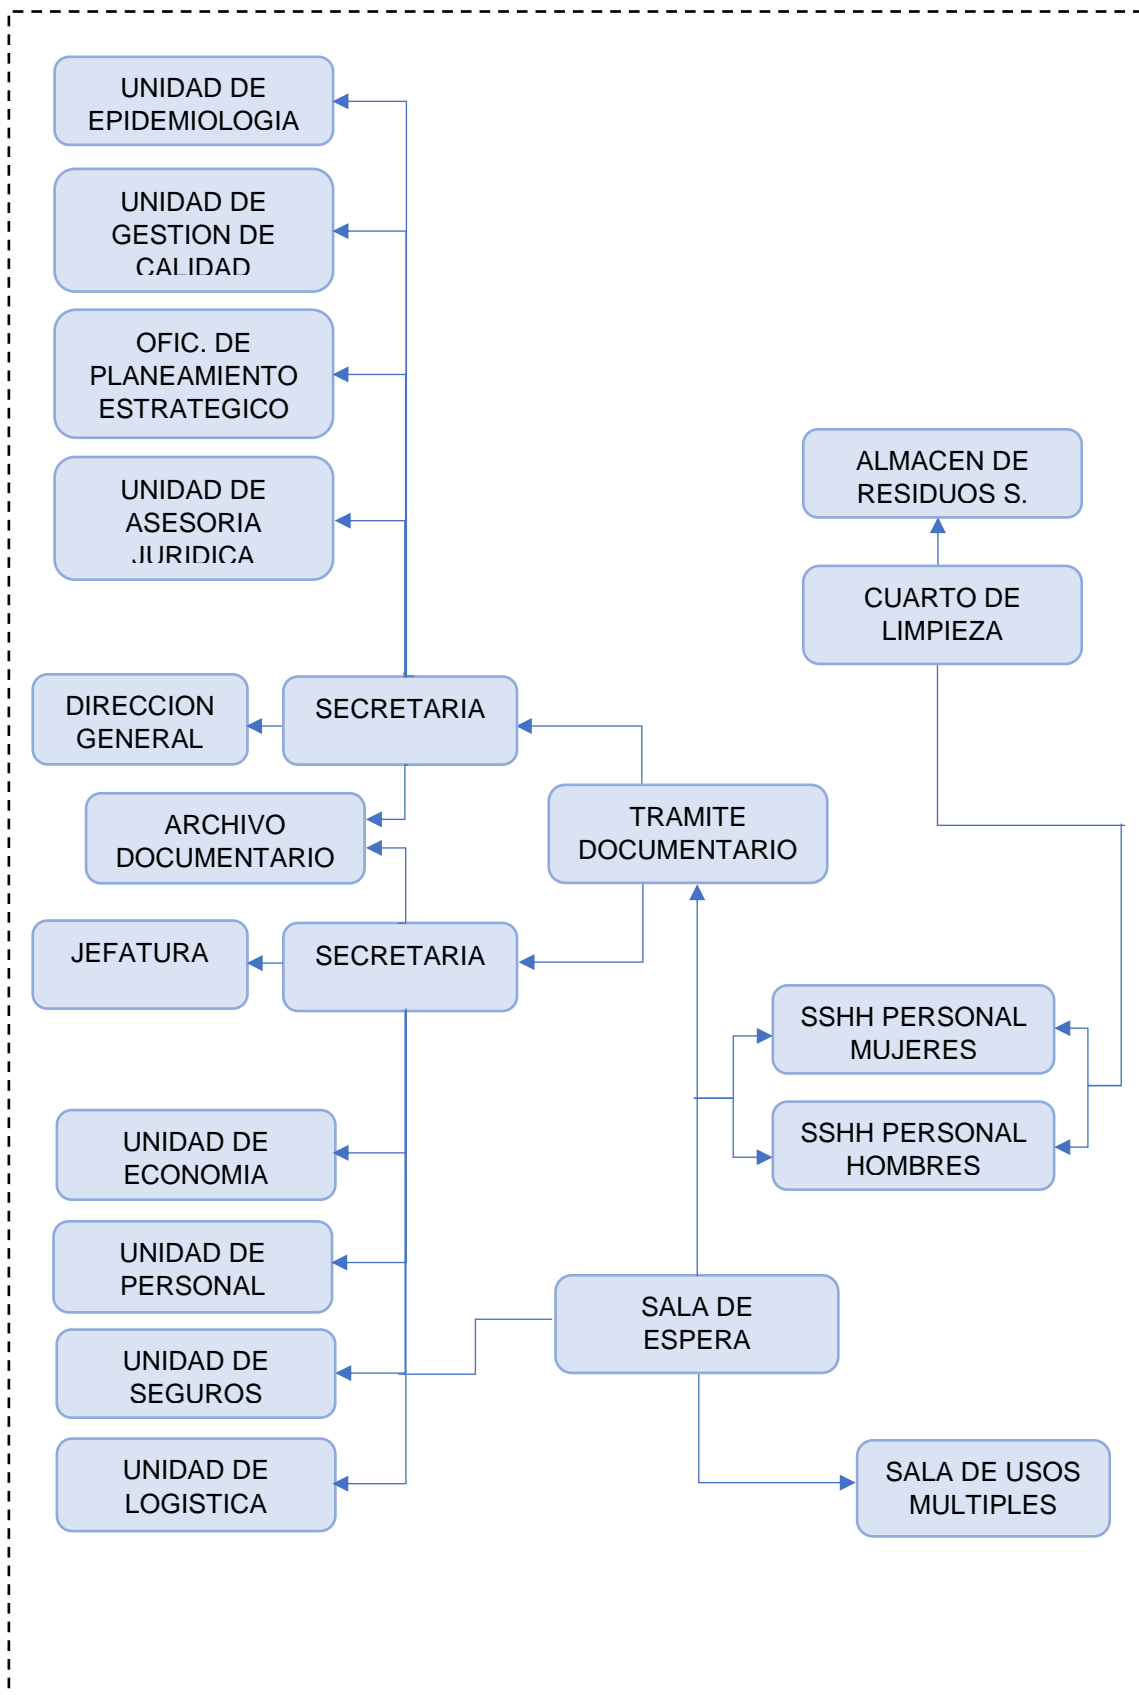 UNIDAD DE
EPIDEMIOLOGIA
UNIDAD DE
GESTION DE
CALIDAD
OFIC. DE
PLANEAMIENTO
ESTRATEGICO
UNIDAD DE
ASESORIA
JURIDICA
ALMACEN DE
RESIDUOS S.
CUARTO DE
LIMPIEZA
DIRECCION
GENERAL
SECRETARIA
ARCHIVO
DOCUMENTARIO
TRAMITE
DOCUMENTARIO
JEFATURA
SECRETARIA
SSHH PERSONAL
MUJERES
SSHH PERSONAL
HOMBRES
UNIDAD DE
ECONOMIA
UNIDAD DE
PERSONAL
UNIDAD DE
SEGUROS
UNIDAD DE
LOGISTICA
SALA DE
ESPERA
SALA DE USOS
MULTIPLES